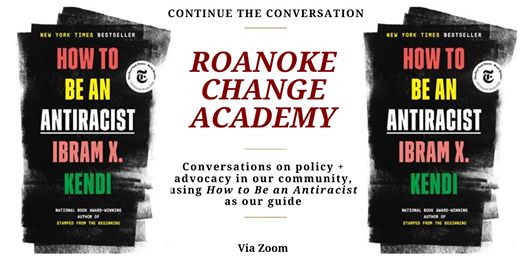 NEW YORK TIMES BESTSELLER
HOW TO
BE AN
ANTIRACIST
IBRAM X.
KENDI
NATIONAL BOOK AWARD-WINNING
AUTHOR OF
STAMPED FROM THE BEGINNING
CONTINUE THE CONVERSATION
ROANOKE
CHANGE
ACADEMY
Conversations on policy +
advocacy in our community,
using How to Be an Antiracist
as our guide
Via Zoom
NEW YORK TIMES BESTSELLER
HOW TO
BE AN
ANTIRACIST
IBRAM X.
KENDI
NATIONAL BOOK AWARD-WINNING
AUTHOR OF
STAMPED FROM THE BEGINNING